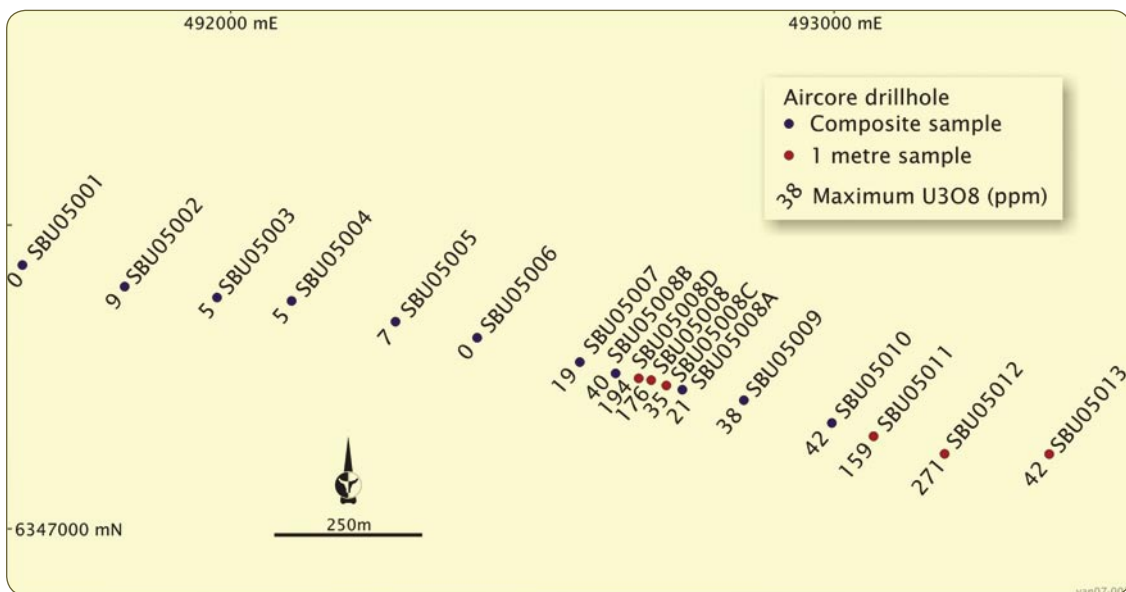 492000 mE
493000 mE
Aircore drillhole
Composite sample
1 metre sample
38 Maximum U3O8 (ppm)
0 SBU05001
9 SBU05002
5 SBU05003
5 SBU05004
7 SBU05005
0 SBU05006
19 SBU05007
40 SBU05008B
194 SBU05008D
176 SBU05008
35 SBU05008C
21 SBU05008A
38 SBU05009
42 SBU05010
159 SBU05011
271 SBU05012
42 SBU05013
250m
6347000 mN